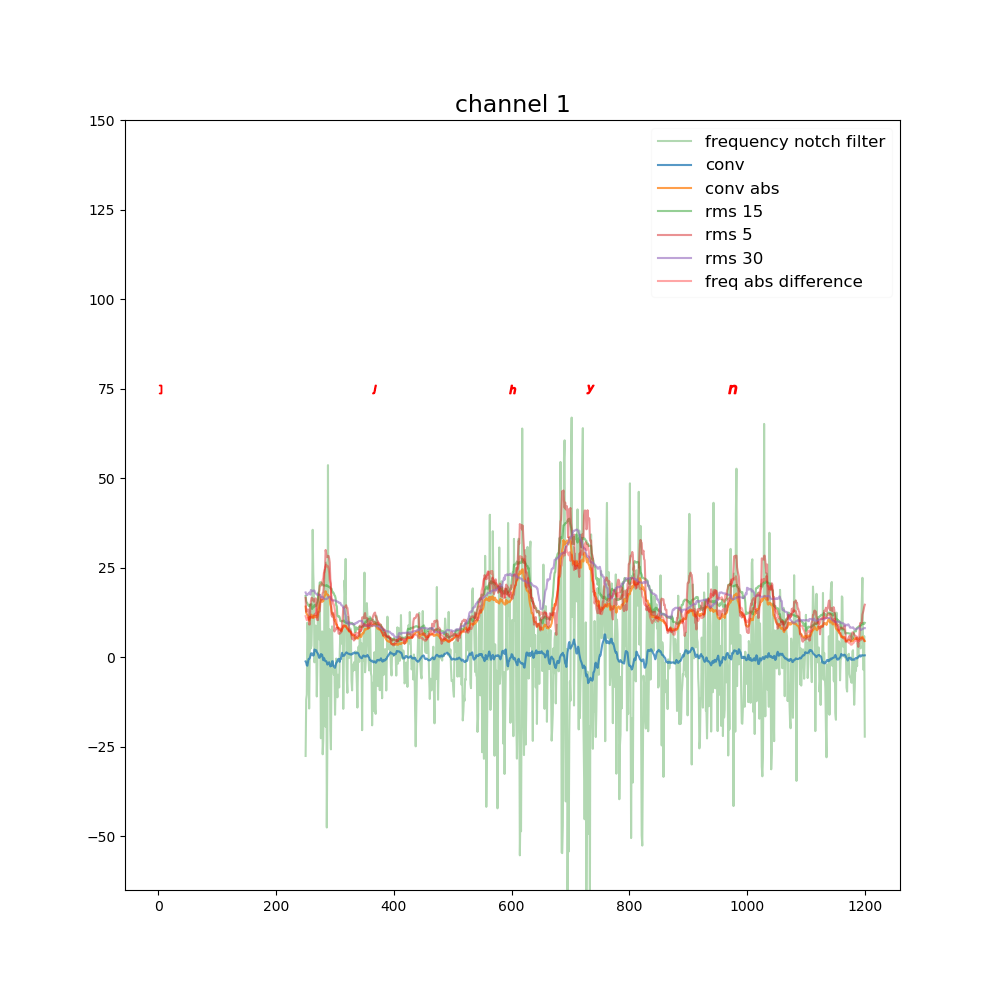 channel 1
150
frequency notch filter
conv
125
conv abs
rms 15
rms 5
rms 30
freq abs difference
100
75
] J h y n
50
25
0
−25
−50
0 200 400 600 800 1000 1200